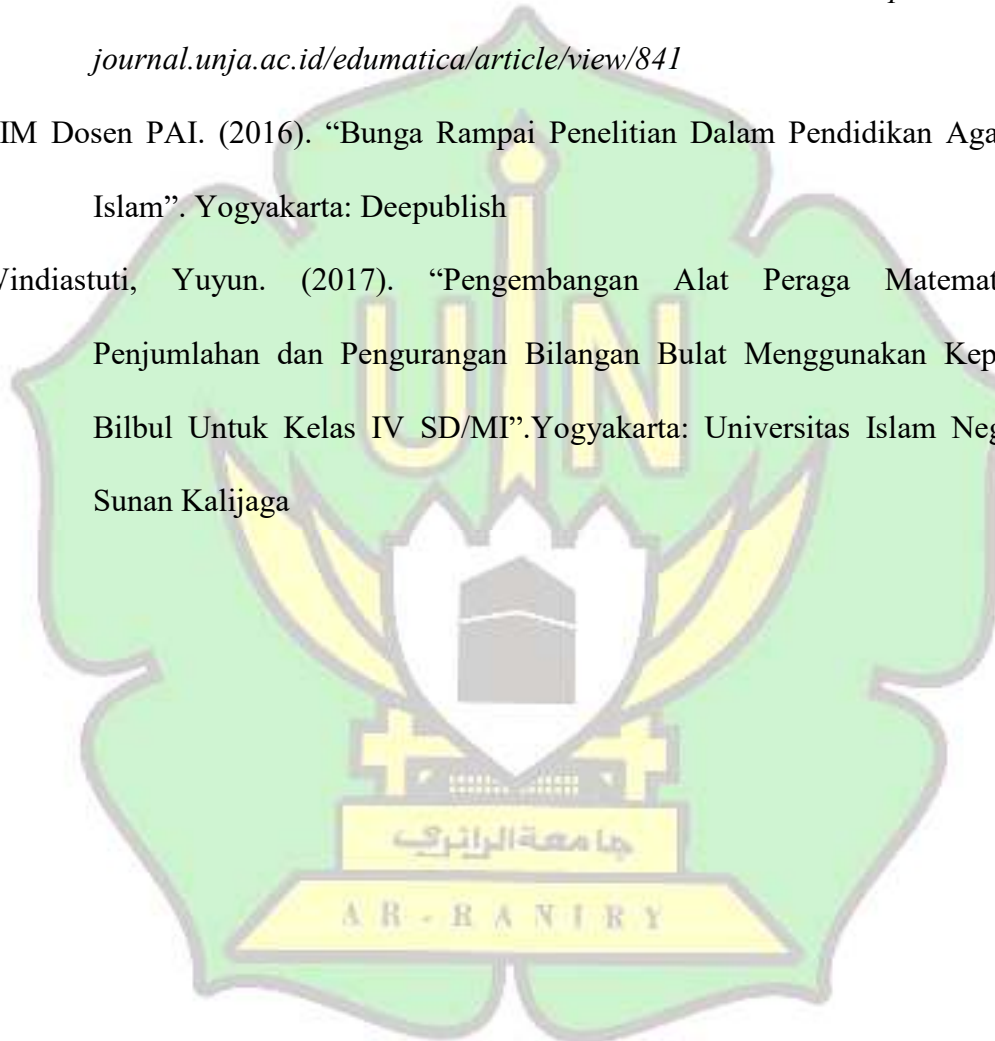 journal.unja.ac.id/edumatica/article/view/841
IM Dosen PAI. (2016). “Bunga Rampai Penelitian Dalam Pendidikan Aga
Islam”. Yogyakarta: Deepublish
indiastuti, Yuyun. (2017). “Pengembangan Alat Peraga Matemat
Penjumlahan dan Pengurangan Bilangan Bulat Menggunakan Kep
Bilbul Untuk Kelas IV SD/MI”.Yogyakarta: Universitas Islam Neg
Sunan Kalijaga
UIN
جامعة الرانري
AR-RANIRY